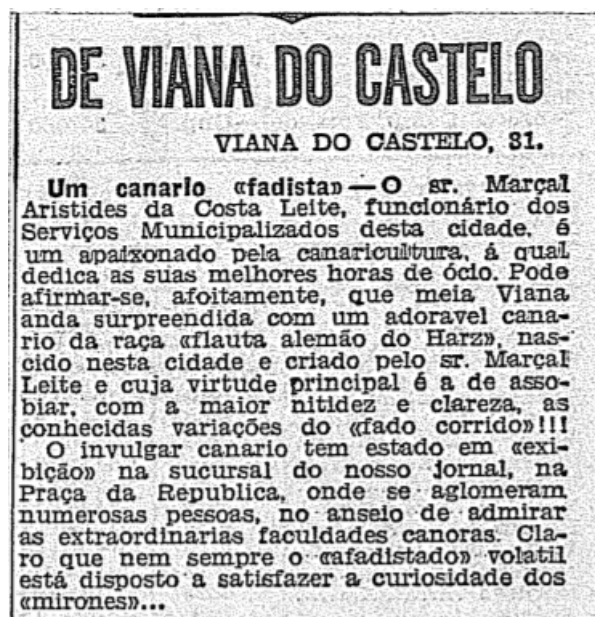 DE VIANA DO CASTELO
VIANA DO CASTELO, 31.
Um canario «fadista» — O sr. Marçal
Aristides da Costa Leite, funcionário dos
Serviços Municipalizados desta cidade, é
um apaixonado pela canaricultura, á qual
dedica as suas melhores horas de ócio. Pode
afirmar-se, afoitamente, que meia Viana
anda surpreendida com um adoravel cana-
rio da raça «flauta alemão do Harz», nas-
cido nesta cidade e criado pelo sr. Marçal
Leite e cuja virtude principal é a de asso-
biar, com a maior nitidez e clareza, as
conhecidas variações do «fado corrido»!!!
O invulgar canario tem estado em «exi-
bição» na sucursal do nosso jornal, na
Praça da Republica, onde se aglomeram
numerosas pessoas, no anseio de admirar
as extraordinarias faculdades canoras. Cla-
ro que nem sempre o «afadistado» volatil
está disposto a satisfazer a curiosidade dos
«mirones»...